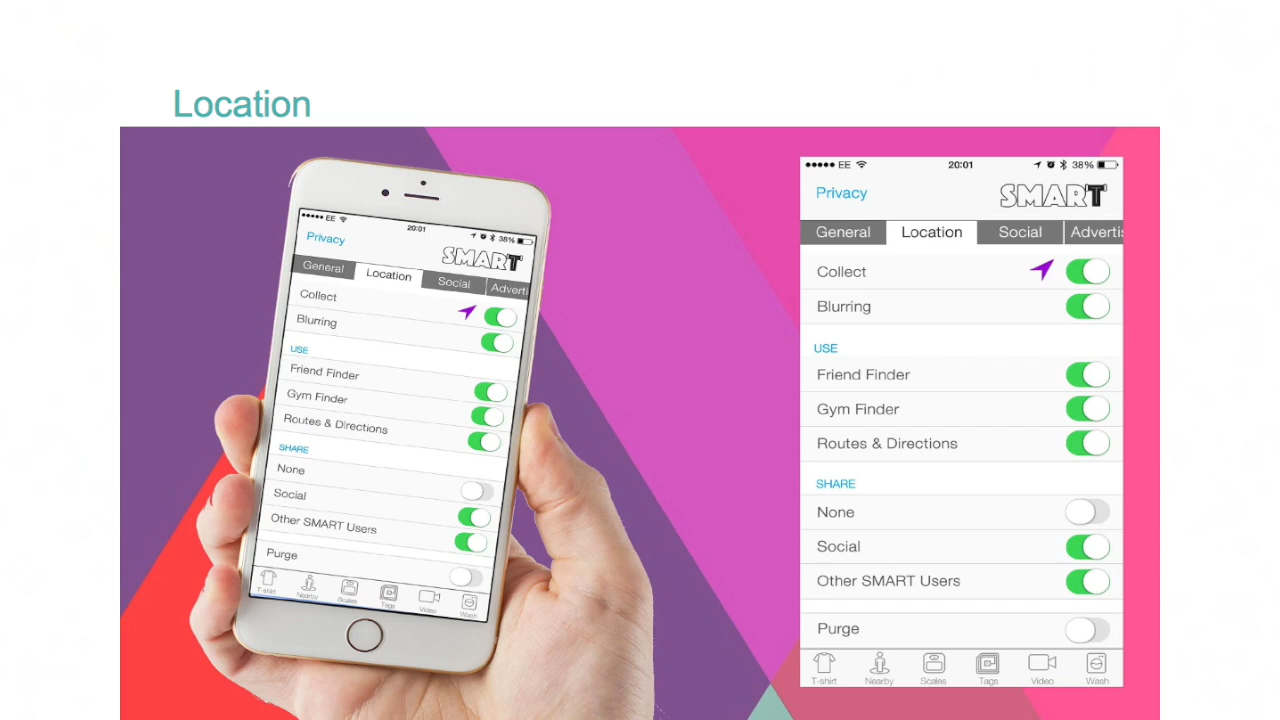 Location
EE 20:01 38%
Privacy SMART
General Location Social Adverti
Collect
Blurring
USE
Friend Finder
Gym Finder
Routes & Directions
SHARE
None
Social
Other SMART Users
Purge
T-shirt Nearby Scales Tags Video Wash
EE 20:01 38%
Privacy SMART
General Location Social Adverti
Collect
Blurring
USE
Friend Finder
Gym Finder
Routes & Directions
SHARE
None
Social
Other SMART Users
Purge
T-shirt Nearby Scales Tags Video Wash